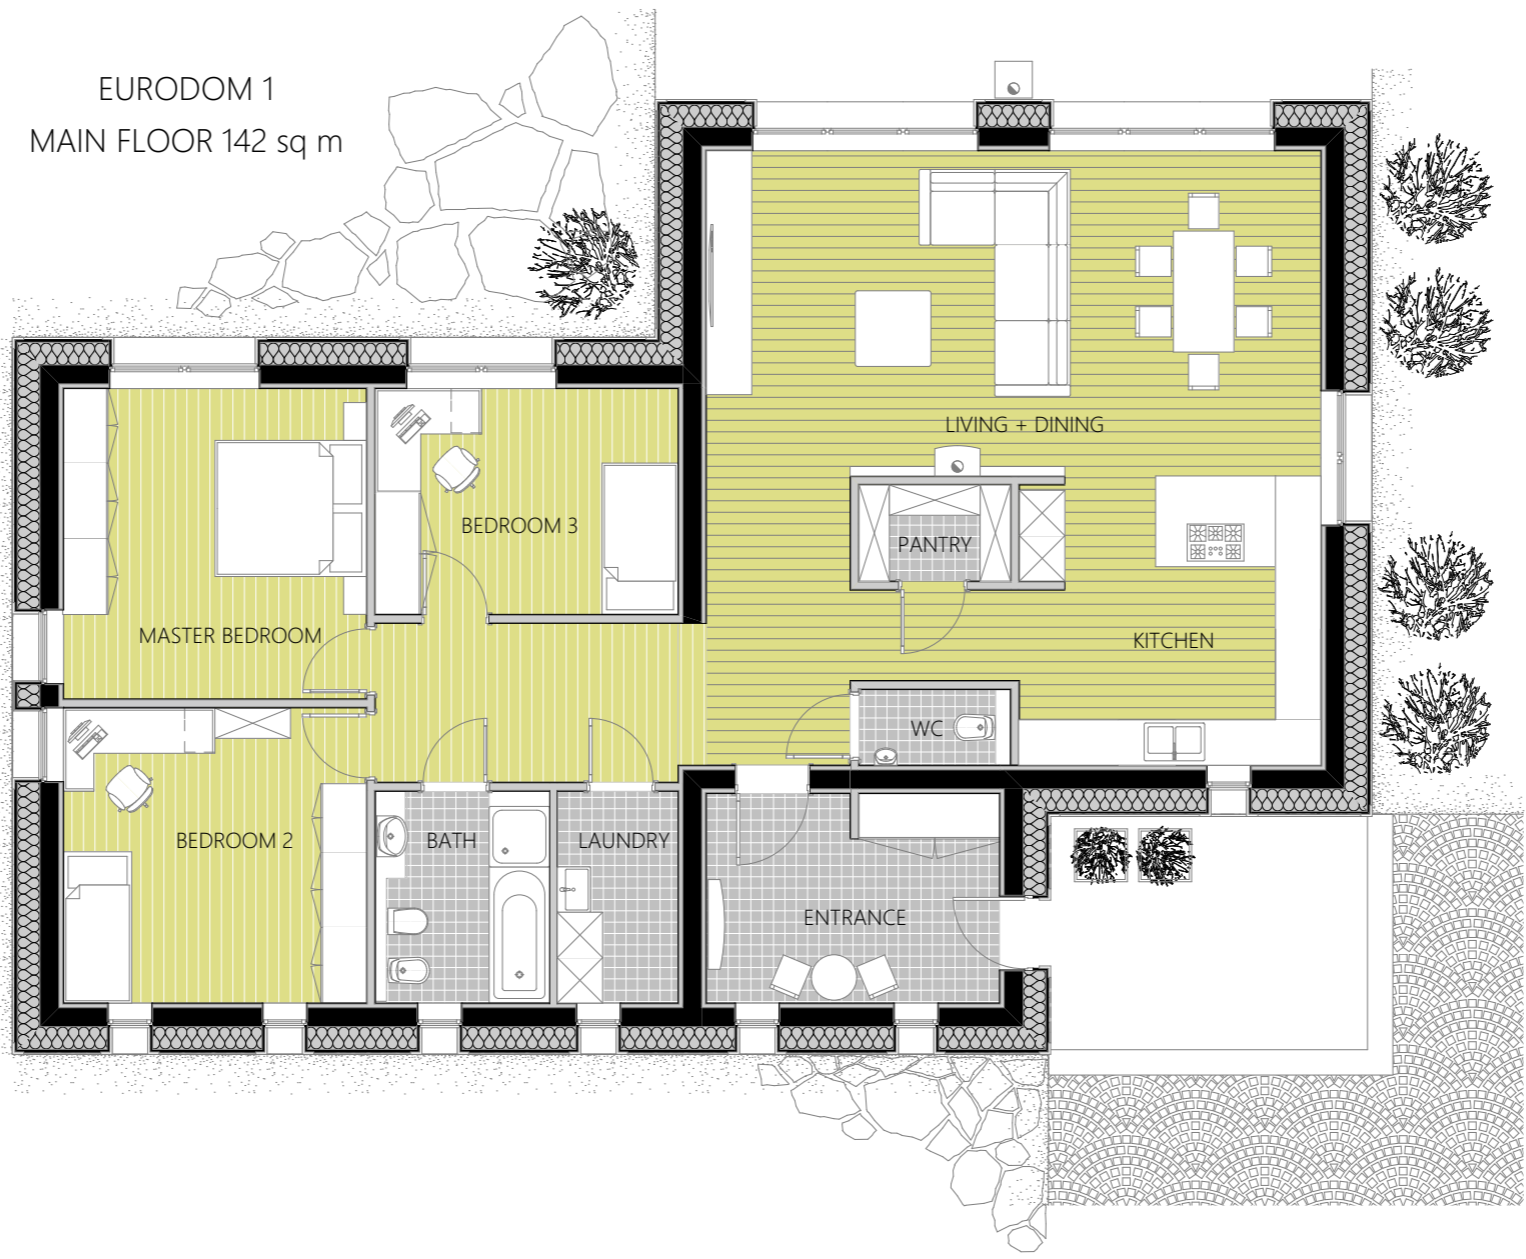 EURODOM 1
MAIN FLOOR 142 sq m
LIVING + DINING
BEDROOM 3
PANTRY
MASTER BEDROOM
KITCHEN
WC
BEDROOM 2
BATH
LAUNDRY
ENTRANCE